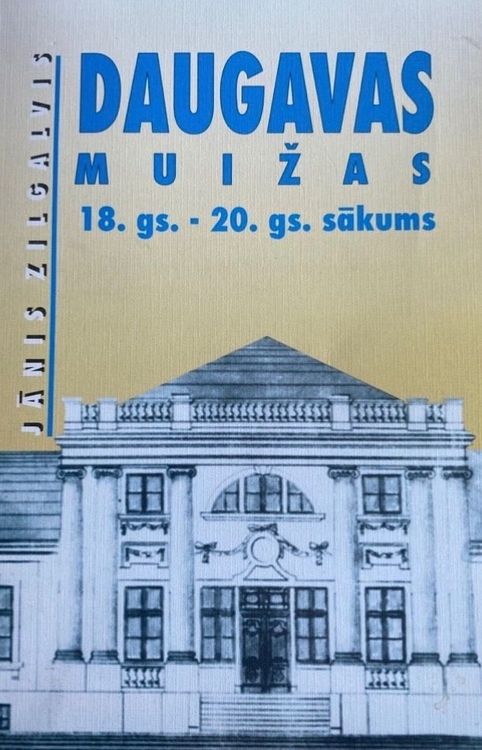 JĀNIS ZILGALVIS
DAUGAVAS
MUIŽAS
18. gs. - 20. gs. sākums